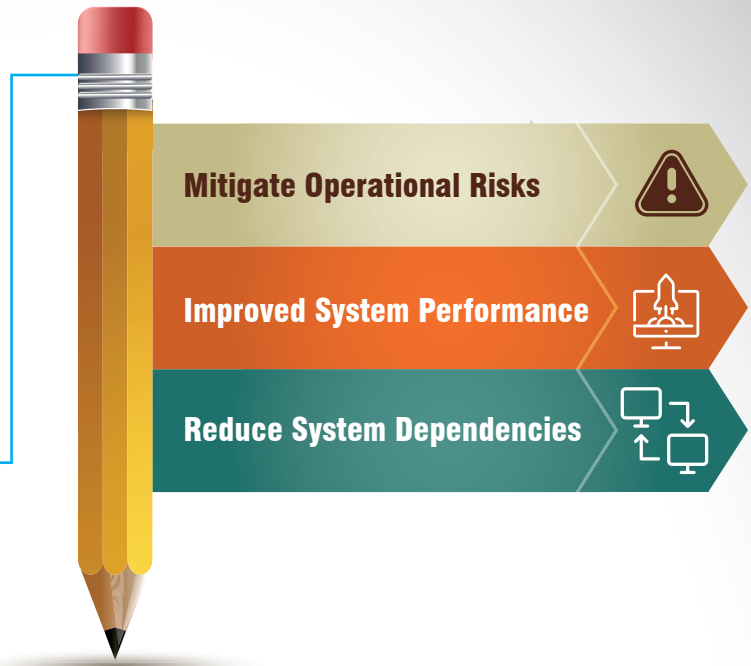 Mitigate Operational Risks
Improved System Performance
Reduce System Dependencies